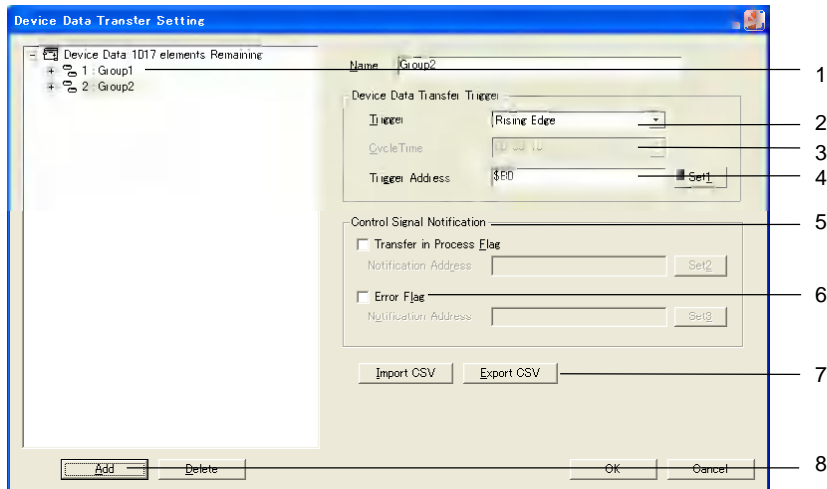 Device Data Transfer Setting
Device Data 1017 elements Remaining
1 : Group1
2 : Group2
Name Group2
Device Data Transfer Trigger
Trigger Rising Edge
CycleTime
Trigger Address $B0 Set1
Control Signal Notification
Transfer in Process Flag
Notification Address Set2
Error Flag
Notification Address Set3
Import CSV Export CSV
Add Delete OK Cancel
1
2
3
4
5
6
7
8